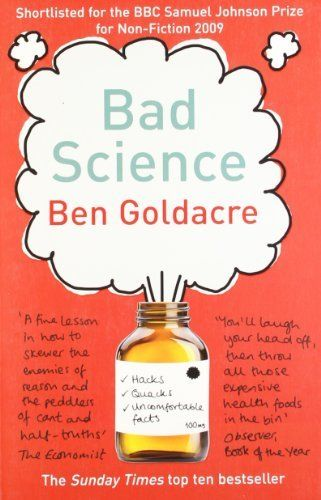 Shortlisted for the BBC Samuel Johnson Prize
for Non-Fiction 2009
Bad
Science
Ben Goldacre
'A fine lesson
in how to
skewer the
enemies of
reason and
the peddlers
of cant and
half-truths'
The Economist
✓ Hacks
✓ Quacks
✓ Uncomfortable
facts
100mg
'You'll laugh
your head off,
then throw
all those
expensive
health foods
in the bin'
Observer,
Book of the Year
The Sunday Times top ten bestseller